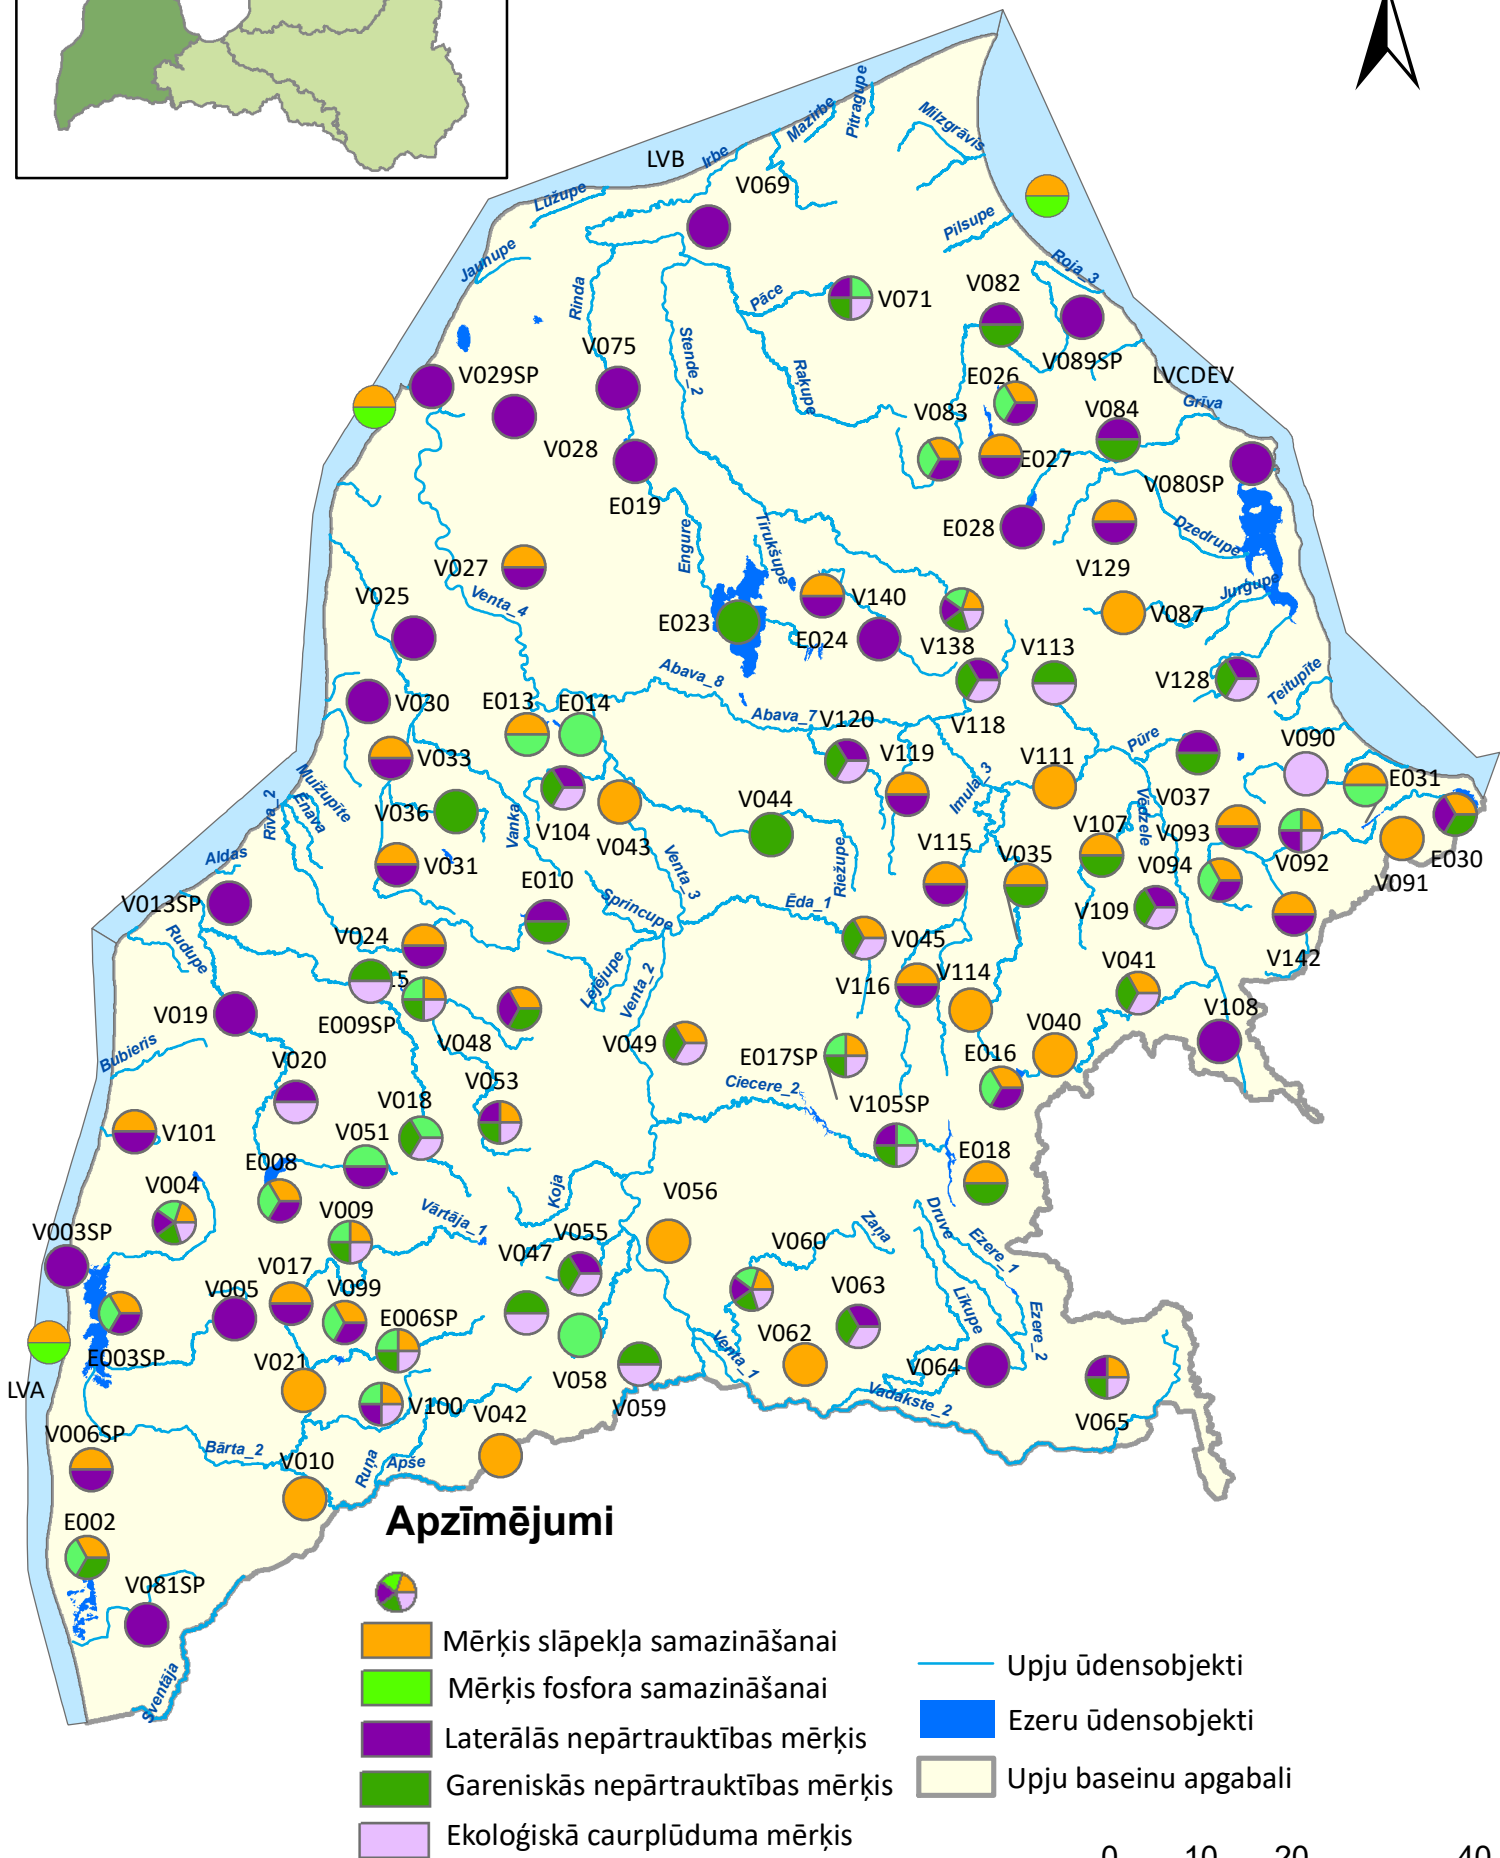 LVB
Irbe
Mazirbe
Pitragupe
Milzgrāvis
V069
Lūžupe
Pilsupe
Jaunupe
Roja_3
Rinda
Pāce
V071
V082
Stende_2
V075
V089SP
V029SP
Raķupe
E026
LVCDEV
Grīva
V083
V084
V028
E027
V080SP
E019
E028
Engure
Tirukšupe
Dzedrupe
V027
V129
Venta_4
V025
V140
Jurģupe
V087
E023
E024
V138
V113
Abava_8
V128
Teitupīte
V030
E013
E014
Abava_7
V120
V118
Pūre
V090
V033
V119
V111
E031
Muižupīte
Ēnava
Rīva_2
Imula_3
V036
Vanka
V104
V043
V044
Vēdzele
V037
V107
V093
V092
V115
V035
V094
E030
V091
Aldas
V031
Venta_3
Riežupe
E010
V013SP
Sprincupe
Ēda_1
V109
Rudupe
V024
V045
V142
15
Lējejupe
Venta_2
V116
V114
V041
E009SP
V019
V048
V049
V108
Bubieris
V020
E017SP
V040
E016
V053
Ciecere_2
V018
V105SP
V101
V051
E018
E008
V004
Koja
V056
V003SP
V009
Vārtāja_1
Druve
Zaņa
V055
V047
V060
Ezere_1
V017
V005
V099
V063
E006SP
Līkupe
Ezere_2
E003SP
V021
V062
Venta_1
V058
V064
LVA
V059
Vadakste_2
V100
V042
V065
V006SP
Bārta_2
V010
Ruņa
Apše
E002
V081SP
Sventāja
Apzīmējumi
Mērķis slāpekļa samazināšanai
Mērķis fosfora samazināšanai
Laterālās nepārtrauktības mērķis
Gareniskās nepārtrauktības mērķis
Ekoloģiskā caurplūduma mērķis
Upju ūdensobjekti
Ezeru ūdensobjekti
Upju baseinu apgabali
0 10 20 40